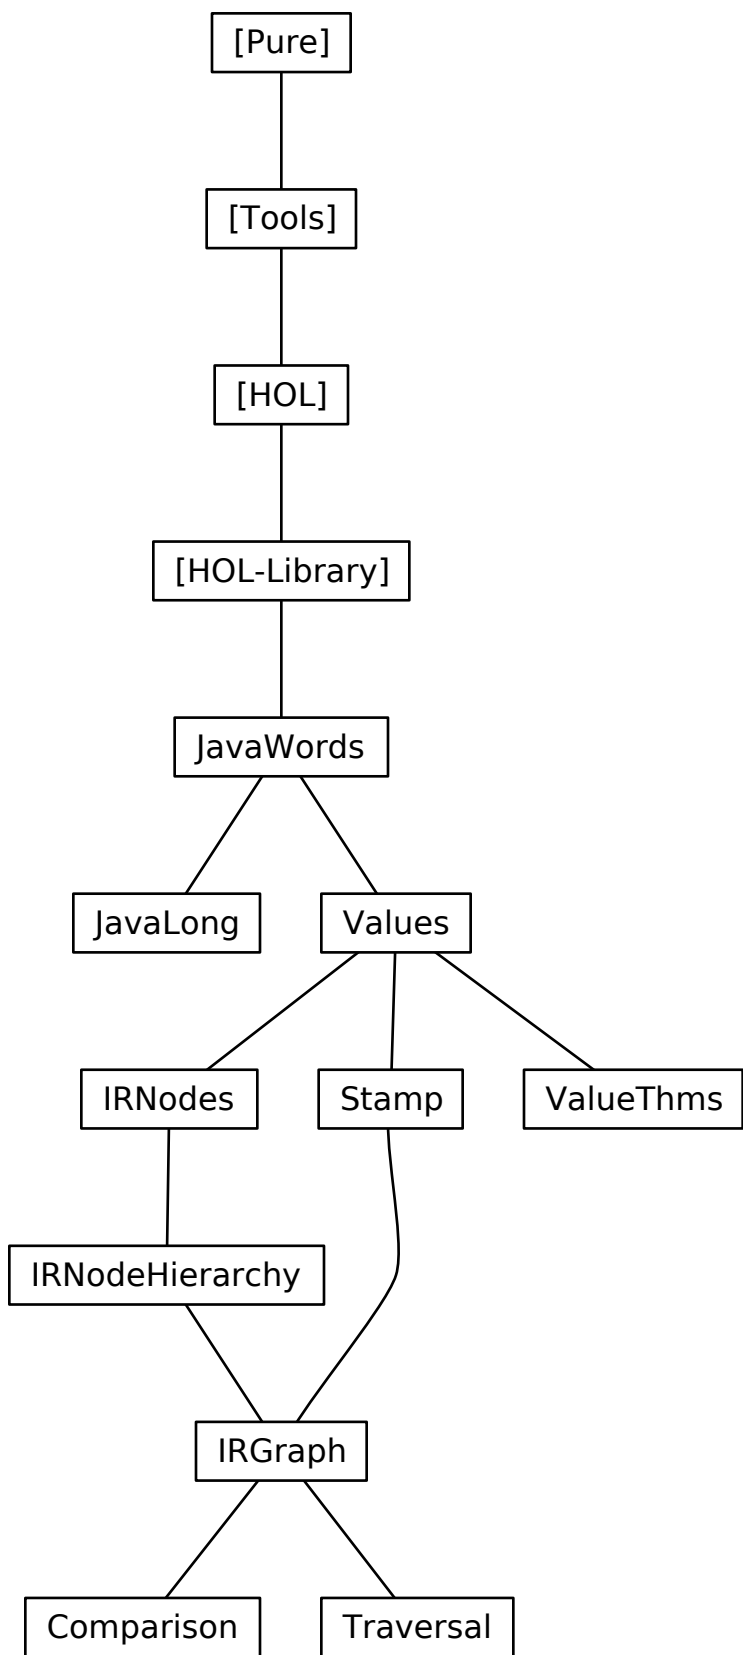 [Pure]
[Tools]
[HOL]
[HOL-Library]
JavaWords
JavaLong
Values
IRNodes
Stamp
ValueThms
IRNodeHierarchy
IRGraph
Comparison
Traversal